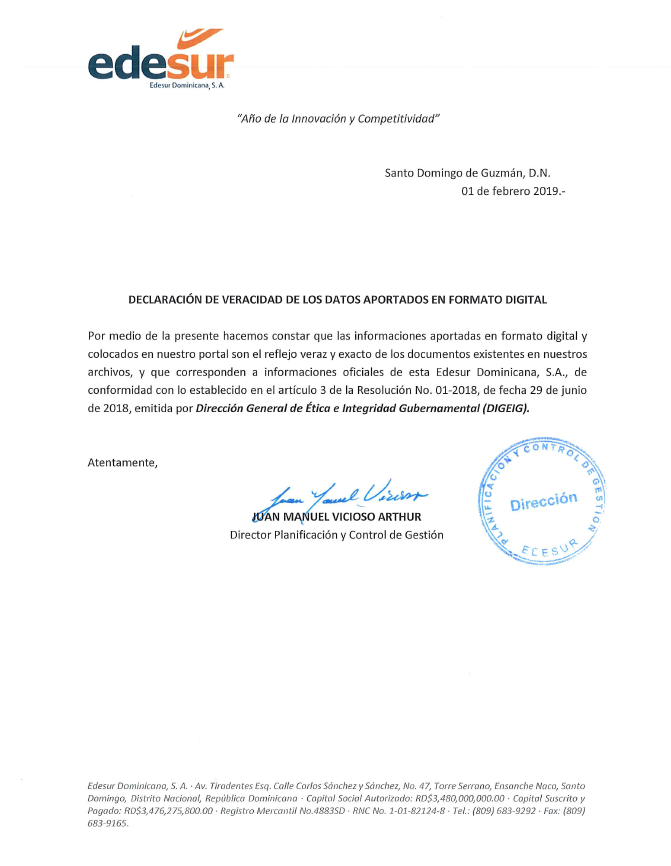 edesur
Edesur Dominicana, S. A.
“Año de la Innovación y Competitividad”
Santo Domingo de Guzmán, D.N.
01 de febrero 2019.-
DECLARACIÓN DE VERACIDAD DE LOS DATOS APORTADOS EN FORMATO DIGITAL
Por medio de la presente hacemos constar que las informaciones aportadas en formato digital y
colocados en nuestro portal son el reflejo veraz y exacto de los documentos existentes en nuestros
archivos, y que corresponden a informaciones oficiales de esta Edesur Dominicana, S.A., de
conformidad con lo establecido en el artículo 3 de la Resolución No. 01-2018, de fecha 29 de junio
de 2018, emitida por Dirección General de Ética e Integridad Gubernamental (DIGEIG).
Atentamente,
Juan Manuel Vicioso
JUAN MANUEL VICIOSO ARTHUR
Director Planificación y Control de Gestión
PLANIFICACION Y CONTROL DE GESTION
Dirección
EDESUR
Edesur Dominicana, S. A. · Av. Tiradentes Esq. Calle Carlos Sánchez y Sánchez, No. 47, Torre Serrano, Ensanche Naco, Santo
Domingo, Distrito Nacional, República Dominicana · Capital Social Autorizado: RD$3,480,000,000.00 · Capital Suscrito y
Pagado: RD$3,476,275,800.00 · Registro Mercantil No.4883SD · RNC No. 1-01-82124-8 · Tel.: (809) 683-9292 · Fax: (809)
683-9165.